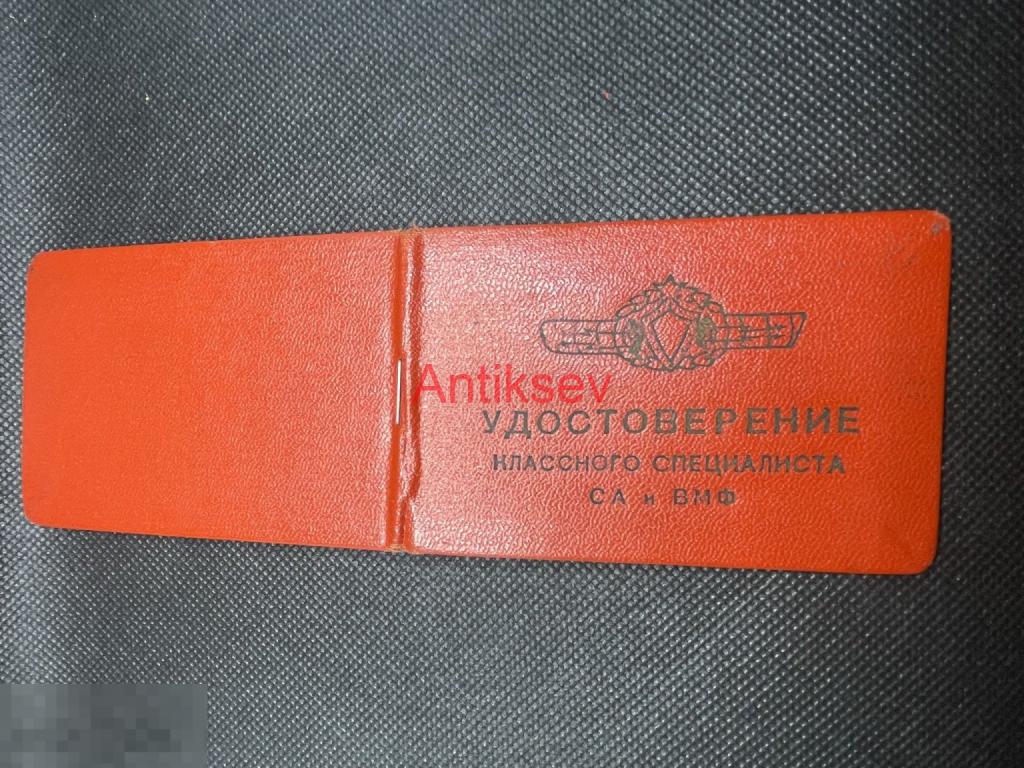 Antiksev
УДОСТОВЕРЕНИЕ
КЛАССНОГО СПЕЦИАЛИСТА
СА и ВМФ